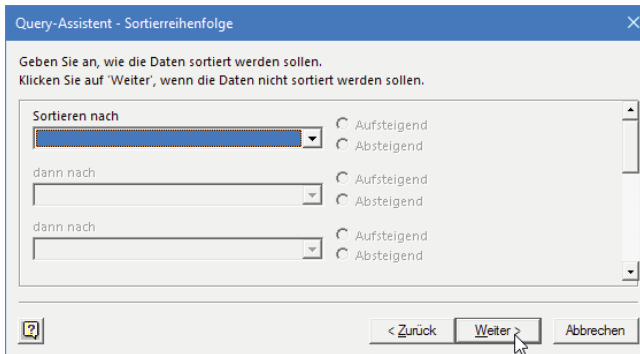 Query-Assistent - Sortierreihenfolge
Geben Sie an, wie die Daten sortiert werden sollen.
Klicken Sie auf 'Weiter', wenn die Daten nicht sortiert werden sollen.
Sortieren nach
Aufsteigend
Absteigend
dann nach
Aufsteigend
Absteigend
dann nach
Aufsteigend
Absteigend
< Zurück Weiter > Abbrechen